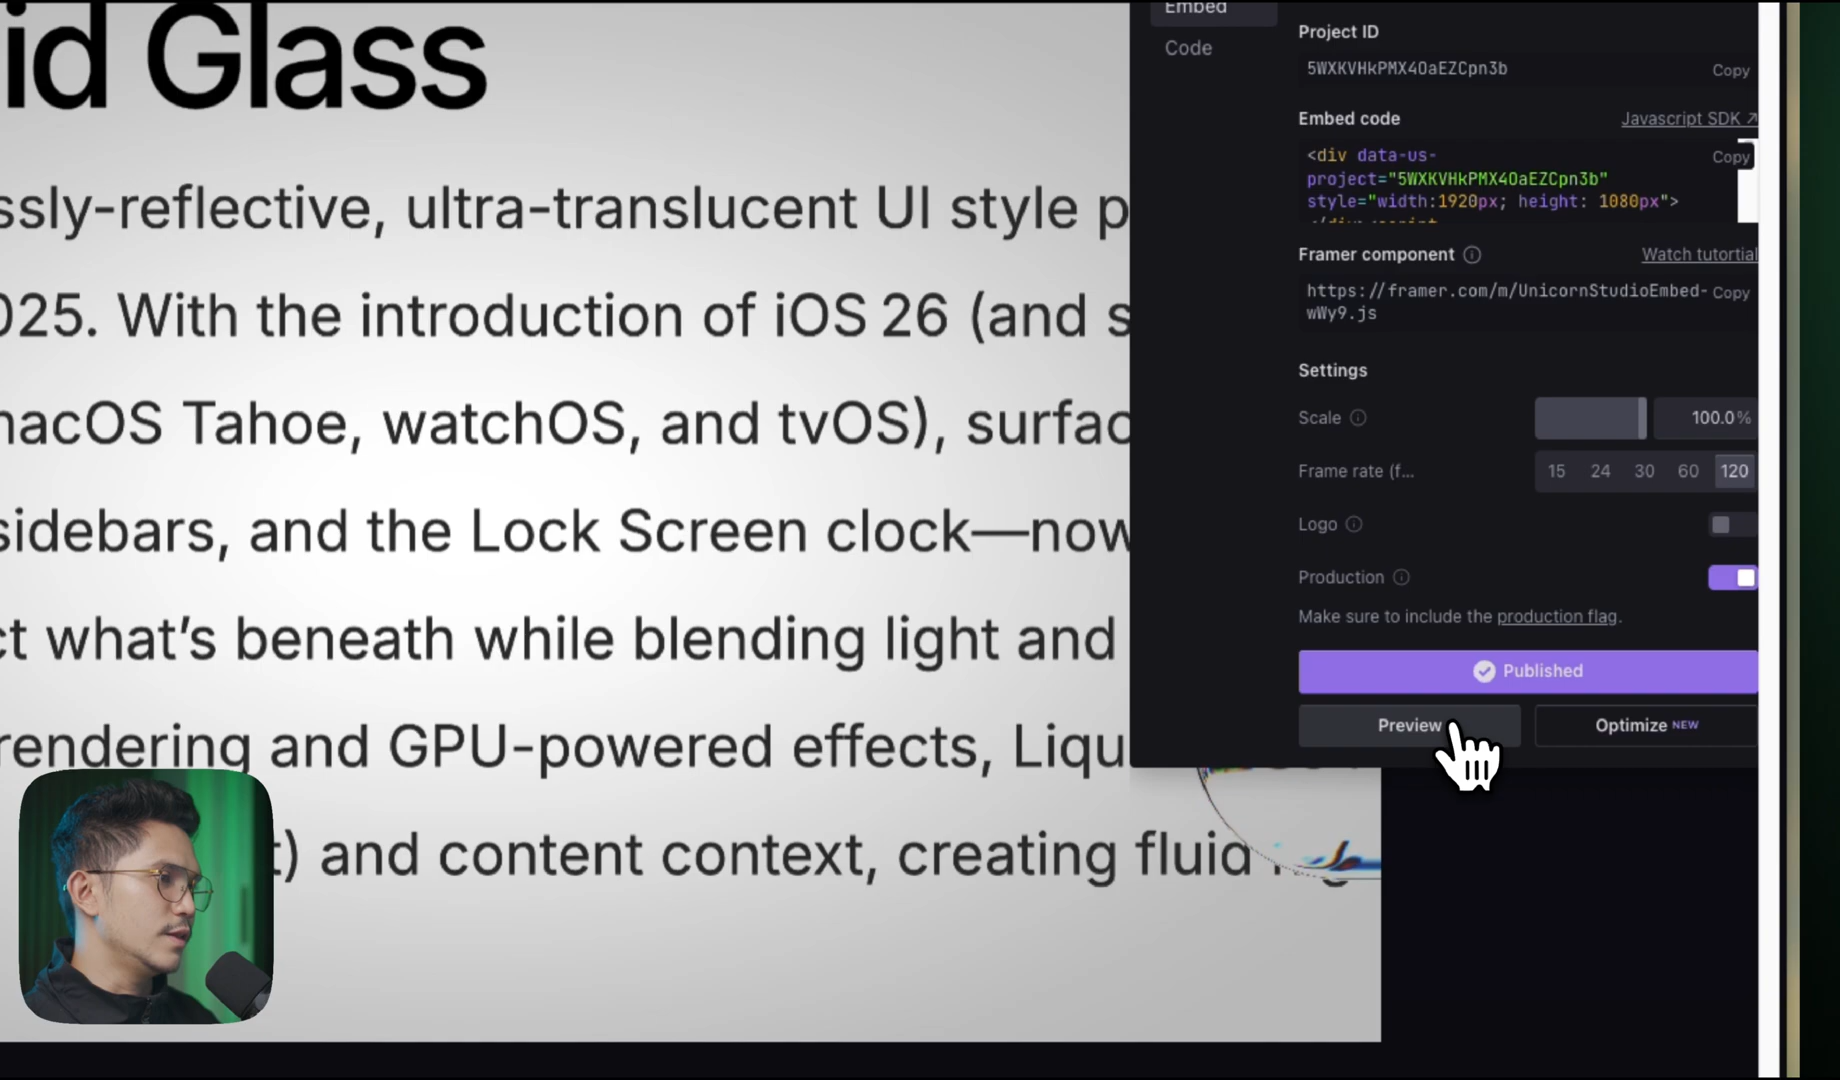 id Glass
ssly-reflective, ultra-translucent UI style p
025. With the introduction of iOS 26 (and s
macOS Tahoe, watchOS, and tvOS), surfac
sidebars, and the Lock Screen clock—now
ct what's beneath while blending light and
rendering and GPU-powered effects, Liqu
t) and content context, creating fluid
Embed
Code
Project ID
5WXKVHkPMX4OaEZCpn3b
Copy
Embed code
Javascript SDK ↗
<div data-us-
project="5WXKVHkPMX4OaEZCpn3b"
style="width:1920px; height: 1080px">
</div><script
Copy
Framer component
Watch tutortial
https://framer.com/m/UnicornStudioEmbed-
wWy9.js
Copy
Settings
Scale
100.0%
Frame rate (f...
15 24 30 60 120
Logo
Production
Make sure to include the production flag.
Published
Preview
Optimize NEW